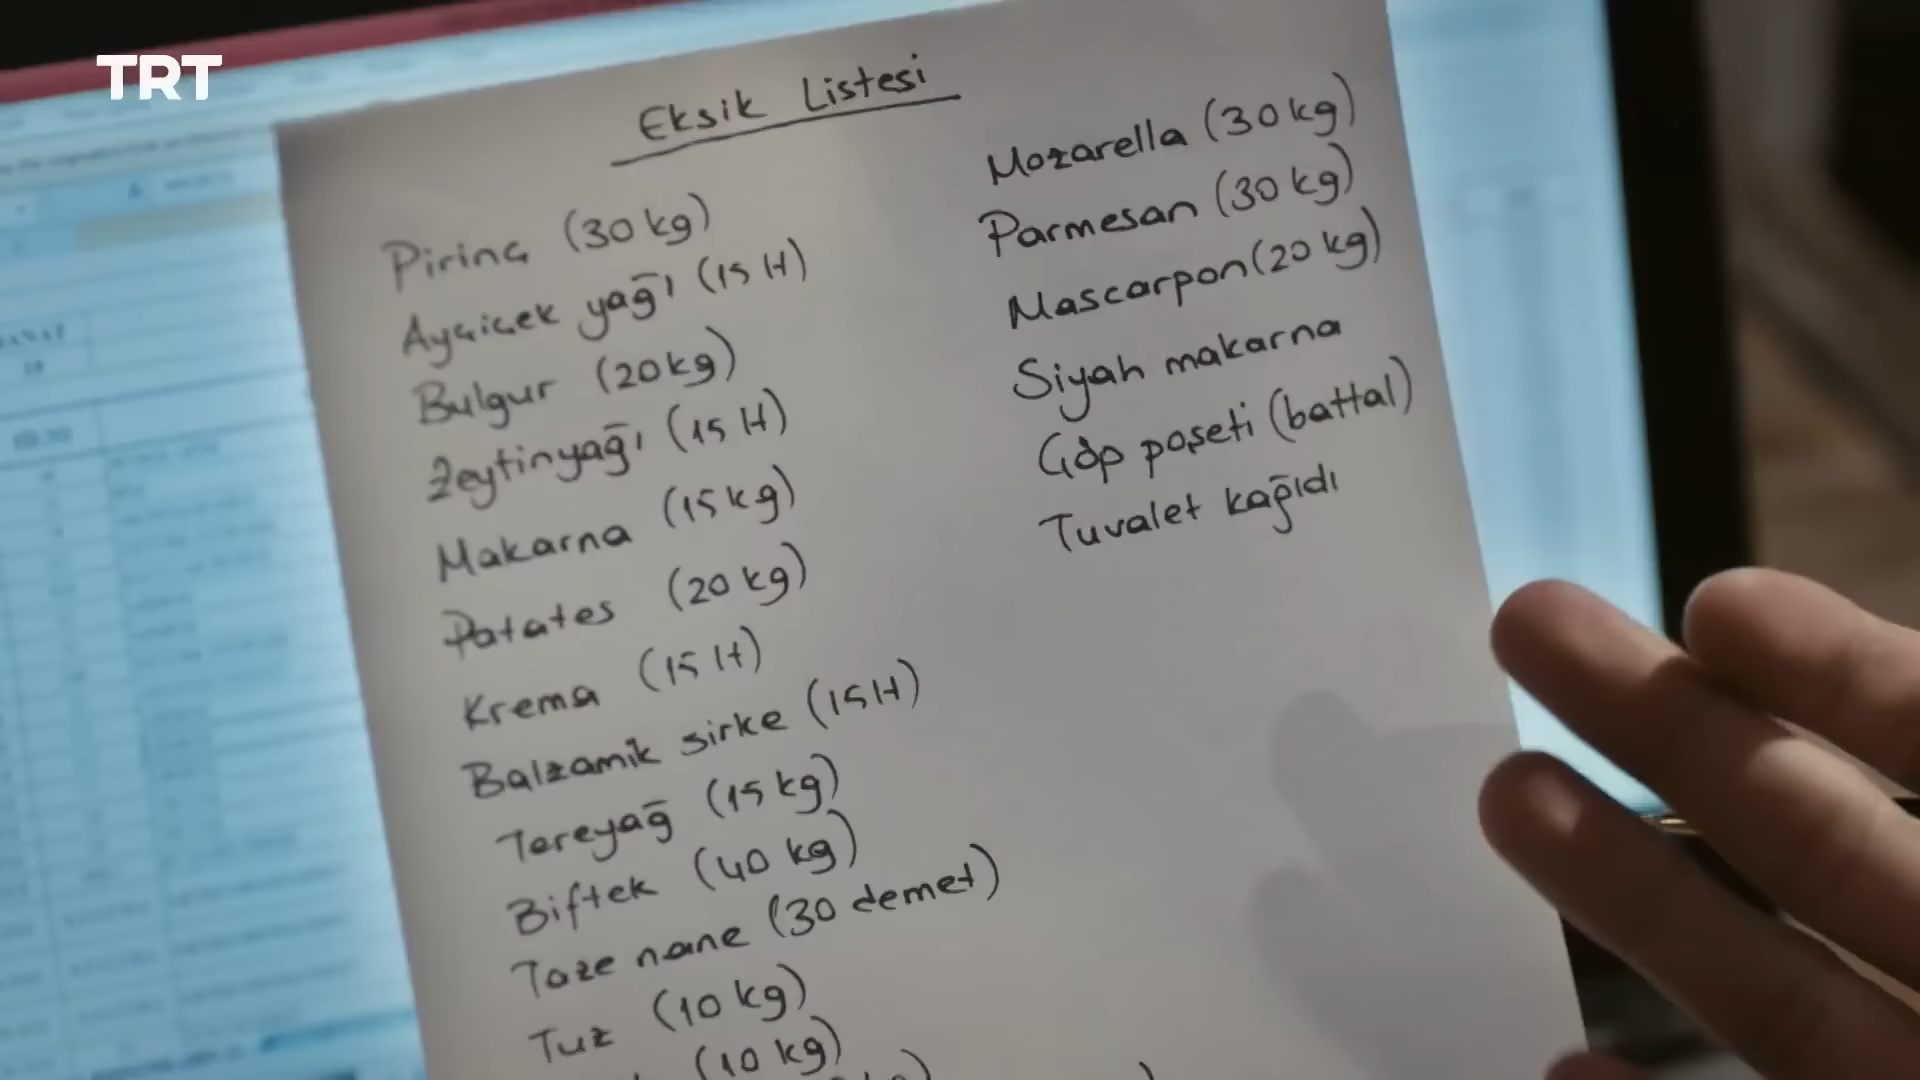 TRT
Eksik Listesi
Pirinç (30 kg)
Ayçiçek yağı (15 lt)
Bulgur (20 kg)
Zeytinyağı (15 lt)
Makarna (15 kg)
Patates (20 kg)
Krema (15 lt)
Balzamik sirke (15 lt)
Tereyağ (15 kg)
Biftek (40 kg)
Taze nane (30 demet)
Tuz (10 kg)
(10 kg)
Mozarella (30 kg)
Parmesan (30 kg)
Mascarpon (20 kg)
Siyah makarna
Çöp poşeti (battal)
Tuvalet kağıdı